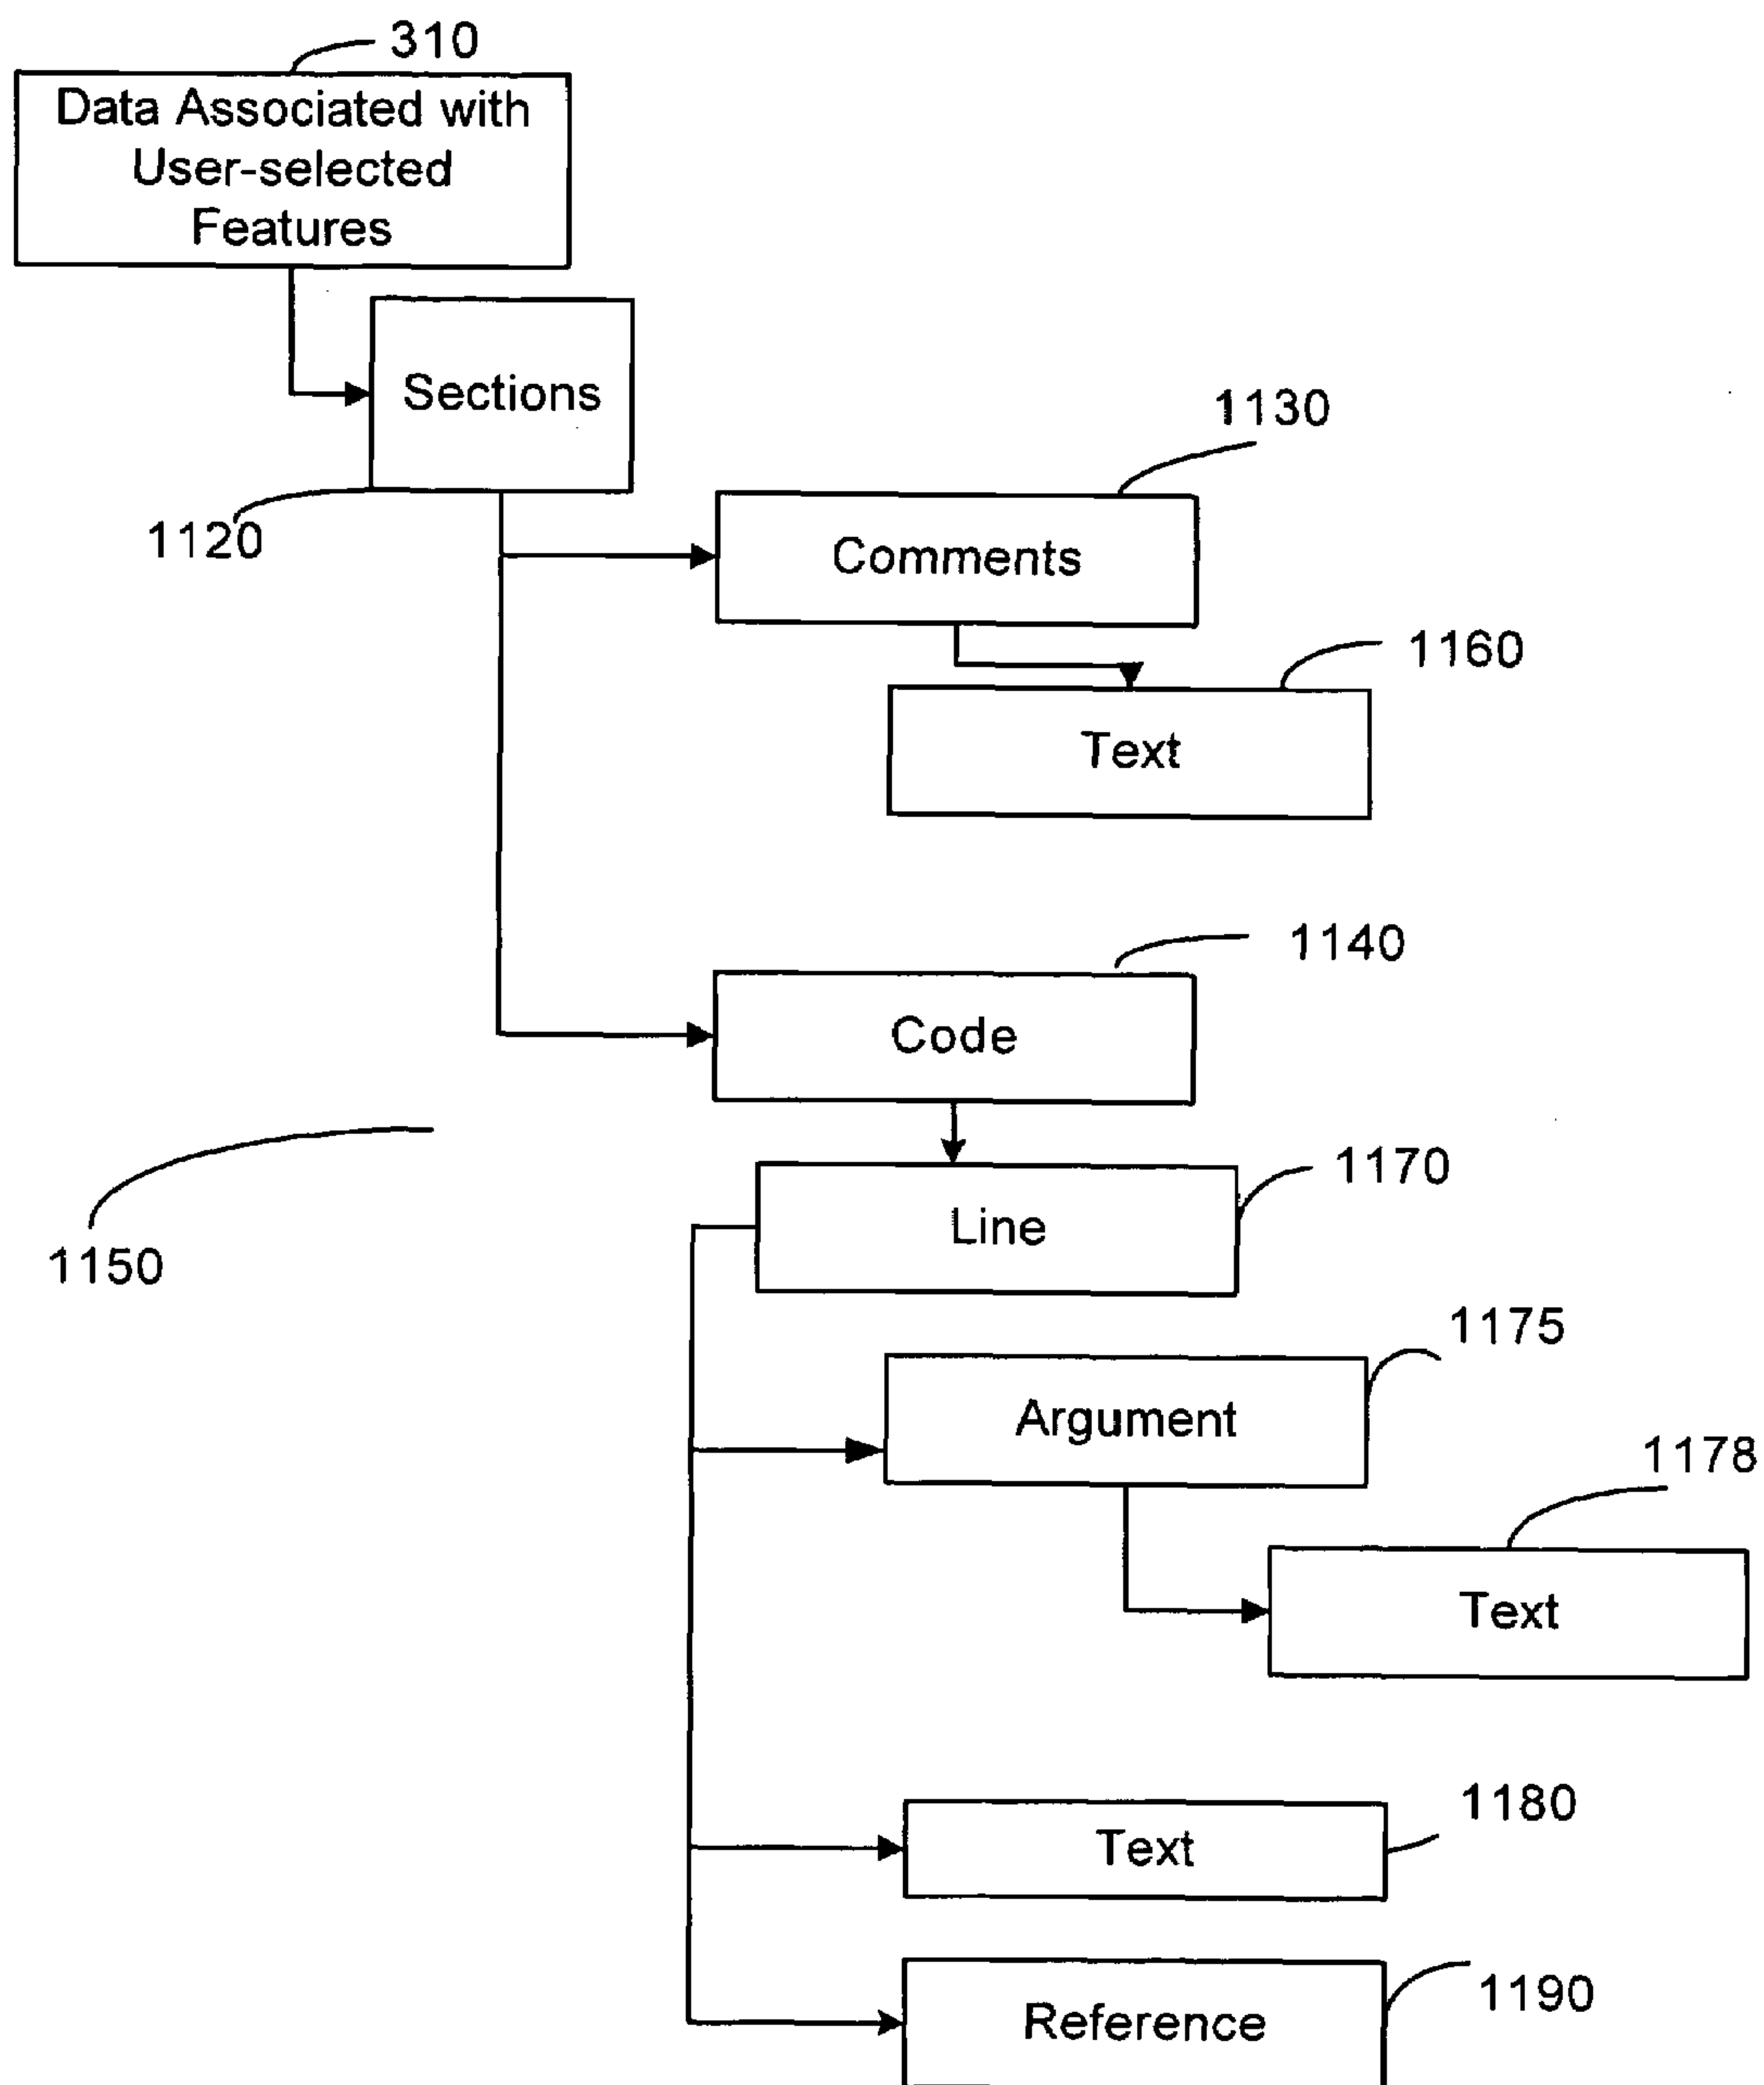 310
Data Associated with
User-selected
Features
Sections
1120
1130
Comments
1160
Text
1140
Code
1150
1170
Line
1175
Argument
1178
Text
1180
Text
1190
Reference